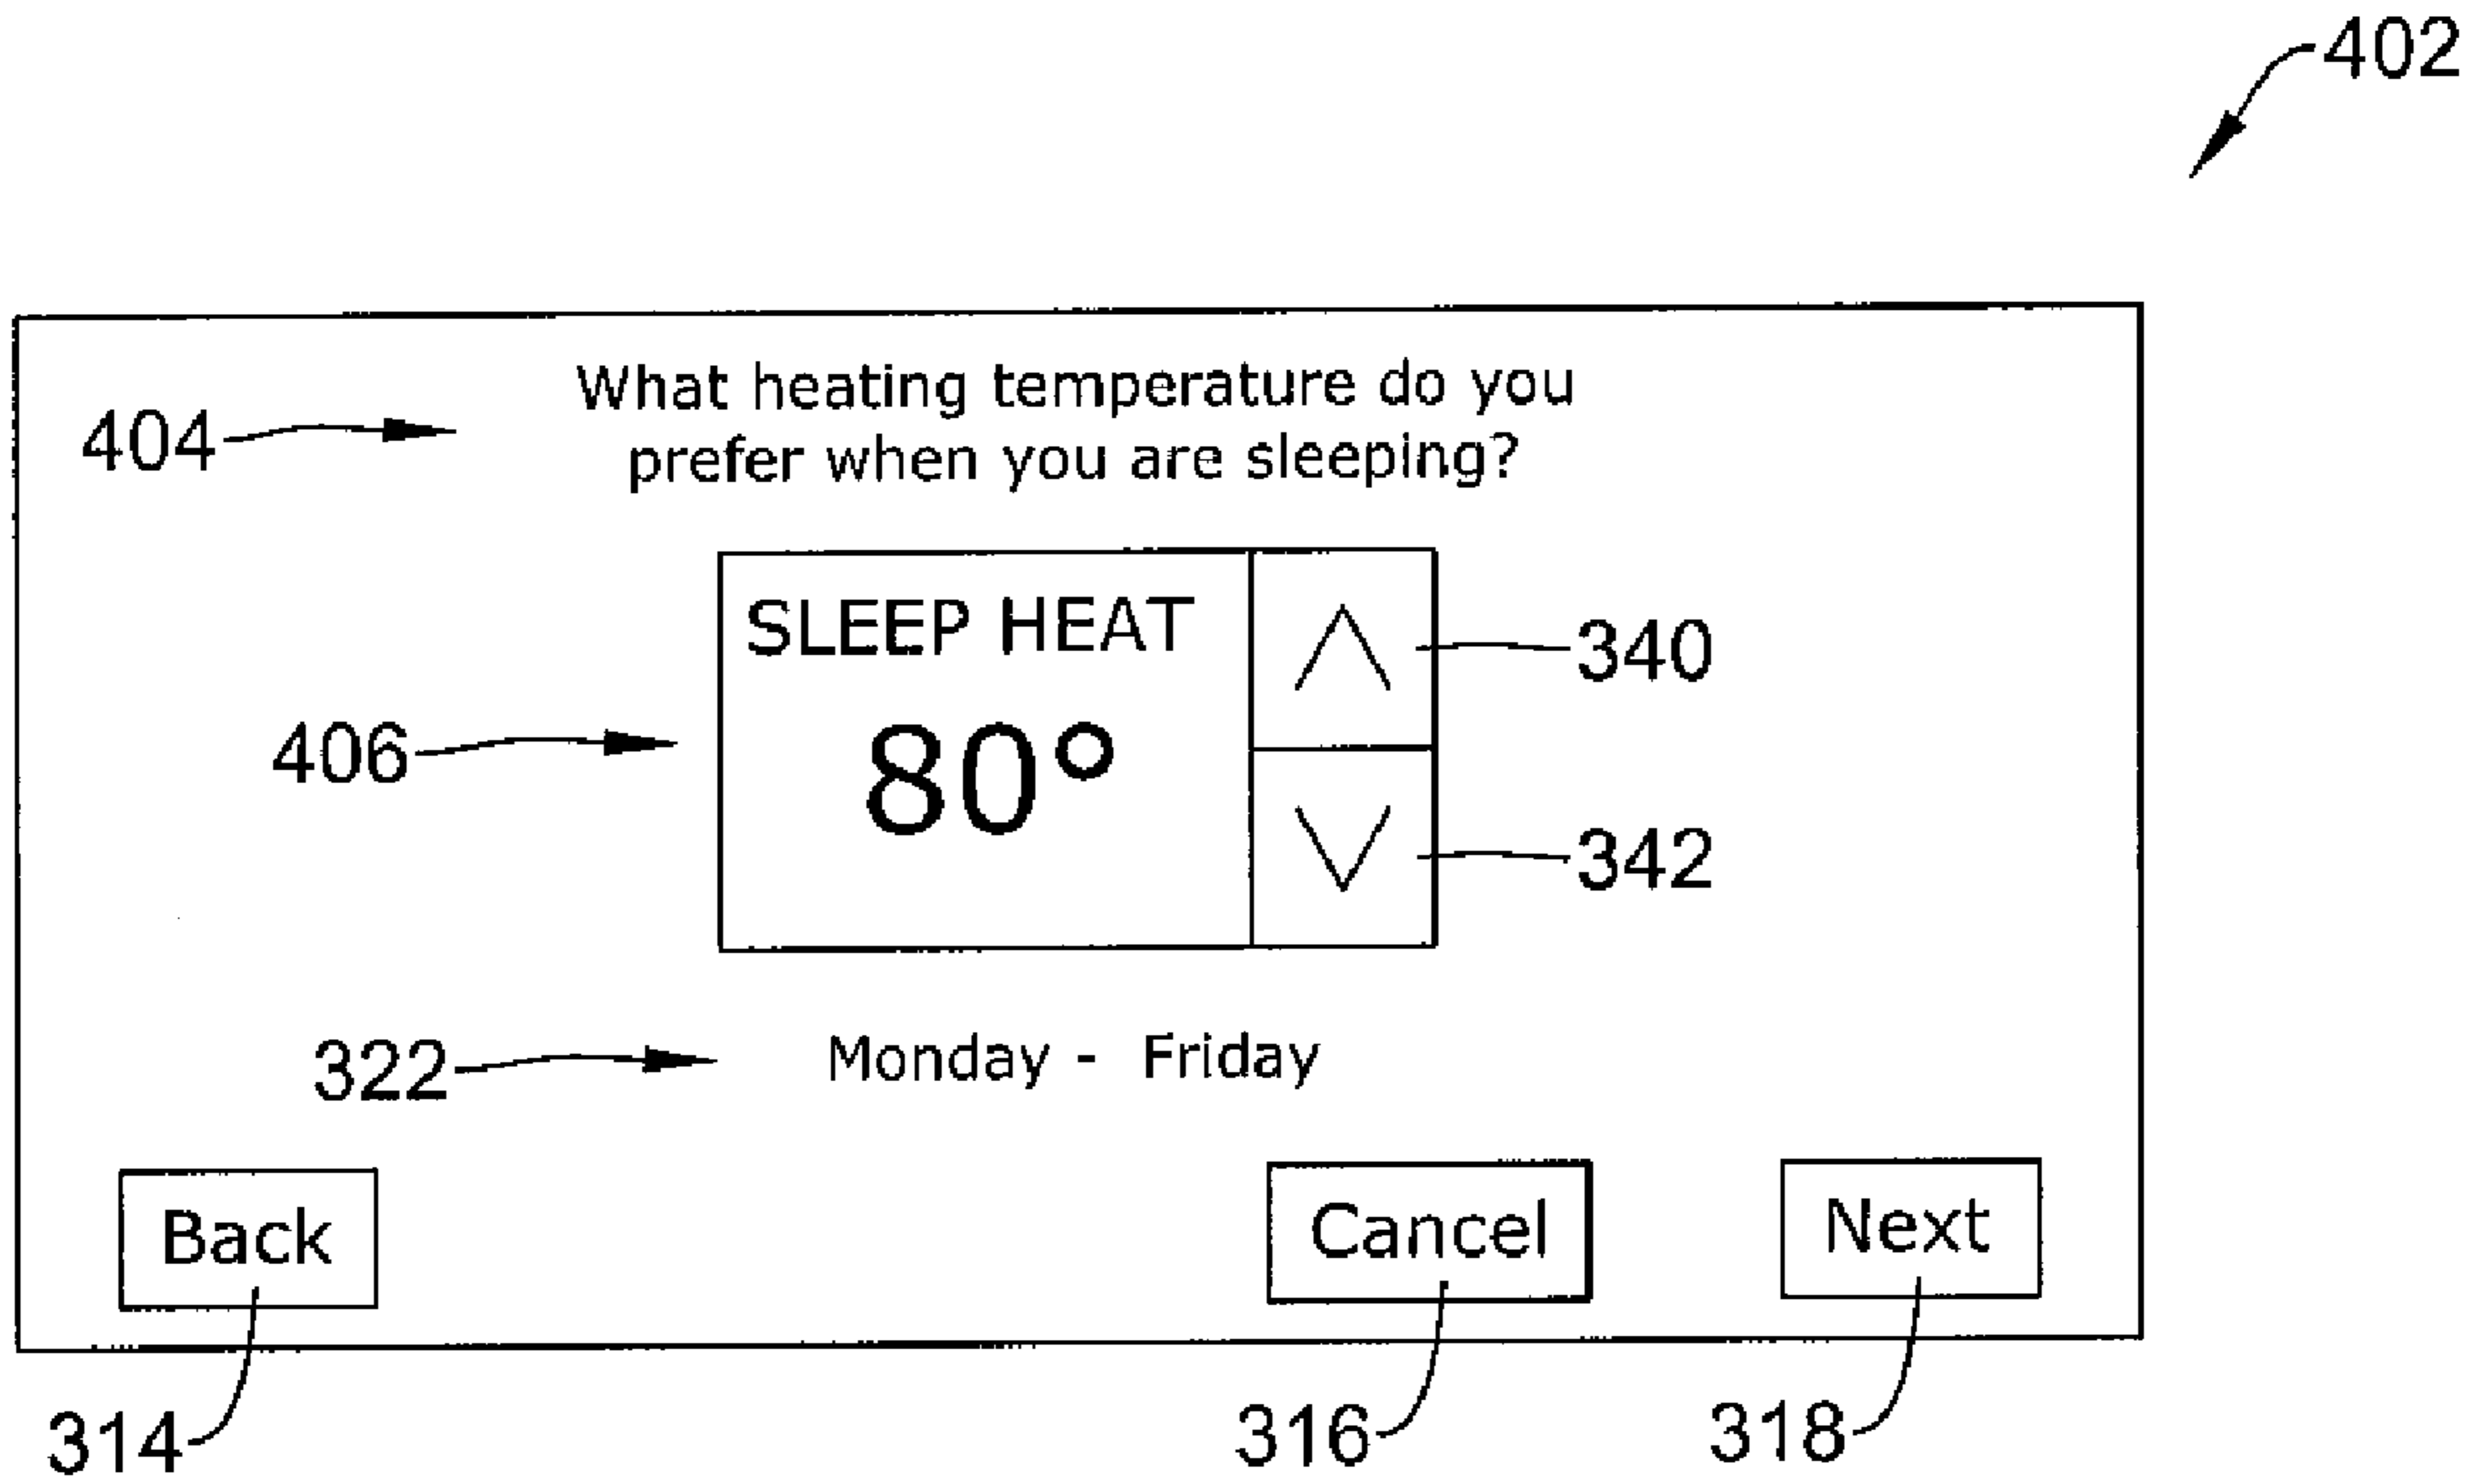 402
What heating temperature do you
404
prefer when you are sleeping?
SLEEP HEAT
340
406
80°
342
322
Monday - Friday
Back
Cancel
Next
314
316
318